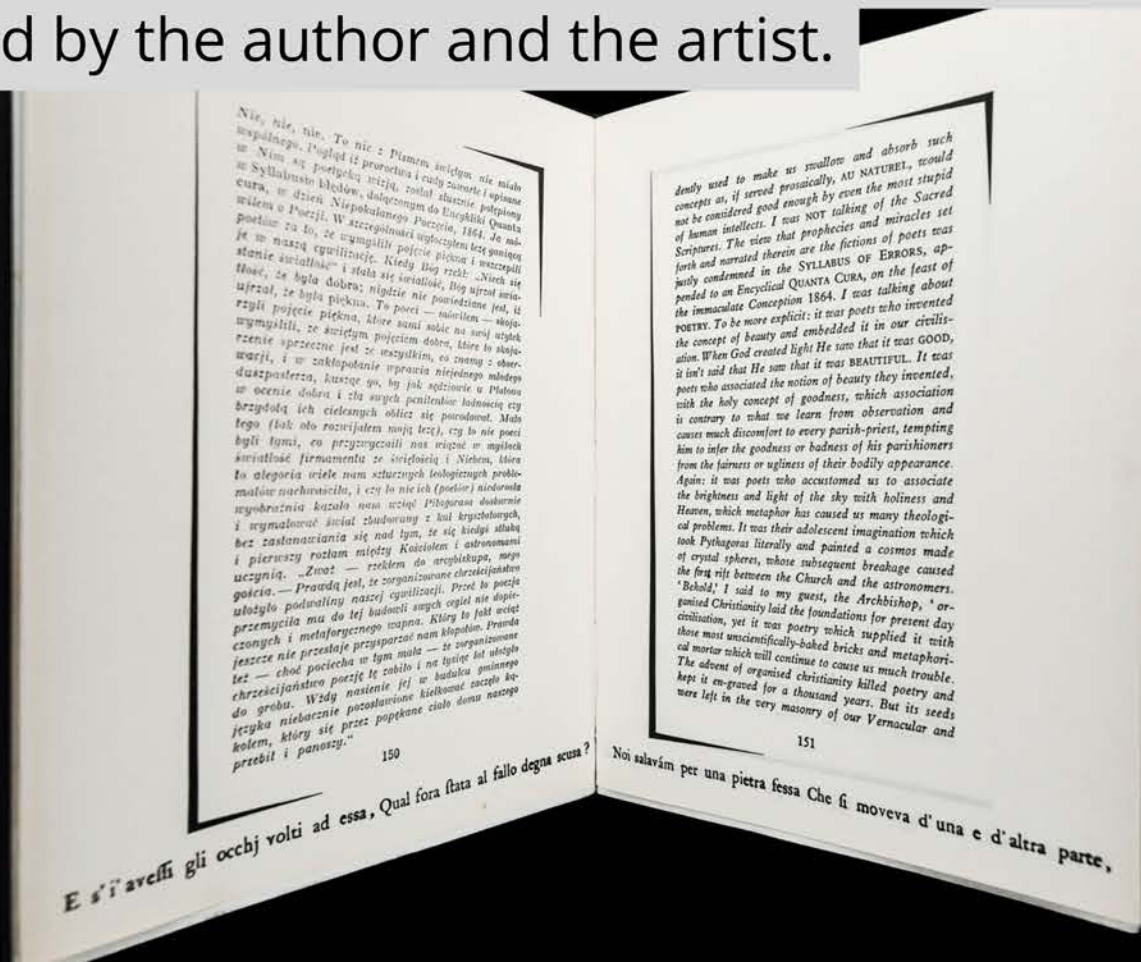 d by the author and the artist.
Nie, nie, nie. To nic z Pismem świętym nie miało
wspólnego. Pogląd iż proroctwa i cudy zawarte i opisane
w Nim są poetycką wizją, został słusznie potępiony
w Syllabusie błędów, dołączonym do Encykliki Quanta
cura, w dzień Niepokalanego Poczęcia, 1864. Ja mó-
wiłem o Poezji. W szczególności wytoczyłem tezę ganiącą
poetów za to, że wymyślili pojęcie piękna i wszczepili
je w naszą cywilizację. Kiedy Bóg rzekł: „Niech się
stanie światłość” i stała się światłość, Bóg ujrzał świa-
tłość, że była dobra; nigdzie nie powiedziane jest, iż
ujrzał, że była piękna. To poeci — mówiłem — skoja-
rzyli pojęcie piękna, które sami sobie na swój użytek
wymyślili, ze świętym pojęciem dobra, które to skoja-
rzenie sprzeczne jest ze wszystkim, co znamy z obser-
wacji, i w zakłopotanie wprawia niejednego młodego
duszpasterza, kusząc go, by jak sędziowie u Platona
w ocenie dobra i zła swych penitentów ładnością czy
brzydotą ich cielesnych oblicz się powodował. Mało
tego (tak oto rozwijałem moją tezę), czy to nie poeci
byli tymi, co przyzwyczaili nas wiązać w myślach
światłość firmamentu ze świętością i Niebem, która
to alegoria wiele nam sztucznych teologicznych proble-
matów nachwaściła, i czy to nie ich (poetów) niedorosła
wyobraźnia kazała nam wziąć Pitagorasa dosłownie
i wymalować świat zbudowany z kul kryształowych,
bez zastanawiania się nad tym, że się kiedyś stłuką
i pierwszy rozłam między Kościołem i astronomami
uczynią. „Zważ — rzekłem do arcybiskupa, mego
gościa. — Prawdą jest, że zorganizowane chrześcijaństwo
ułożyło podwaliny naszej cywilizacji. Przeć to poezja
przemyciła mu do tej budowli swych cegieł nie dopie-
czonych i metaforycznego wapna. Który to fakt wciąż
jeszcze nie przestaje przysparzać nam kłopotów. Prawda
też — choć pociecha w tym mała — że zorganizowane
chrześcijaństwo poezję tę zabiło i na tysiąc lat ułożyło
do grobu. Wżdy nasienie jej w budulcu gminnego
języka niebacznie pozostawione kiełkować zaczęło ką-
kolem, który się przez popękane ciało domu naszego
przebił i panoszy.”
150
E s'i' avessi gli occhj volti ad essa, Qual fora ſtata al fallo degna scusa?
dently used to make us swallow and absorb such
concepts as, if served prosaically, AU NATUREL, would
not be considered good enough by even the most stupid
of human intellects. I was NOT talking of the Sacred
Scriptures. The view that prophecies and miracles set
forth and narrated therein are the fictions of poets was
justly condemned in the SYLLABUS OF ERRORS, ap-
pended to an Encyclical QUANTA CURA, on the feast of
the immaculate Conception 1864. I was talking about
POETRY. To be more explicit: it was poets who invented
the concept of beauty and embedded it in our civilis-
ation. When God created light He saw that it was GOOD,
it isn't said that He saw that it was BEAUTIFUL. It was
poets who associated the notion of beauty they invented,
with the holy concept of goodness, which association
is contrary to what we learn from observation and
causes much discomfort to every parish-priest, tempting
him to infer the goodness or badness of his parishioners
from the fairness or ugliness of their bodily appearance.
Again: it was poets who accustomed us to associate
the brightness and light of the sky with holiness and
Heaven, which metaphor has caused us many theologi-
cal problems. It was their adolescent imagination which
took Pythagoras literally and painted a cosmos made
of crystal spheres, whose subsequent breakage caused
the first rift between the Church and the astronomers.
'Behold,' I said to my guest, the Archbishop, 'or-
ganised Christianity laid the foundations for present day
civilisation, yet it was poetry which supplied it with
those most unscientifically-baked bricks and metaphori-
cal mortar which will continue to cause us much trouble.
The advent of organised christianity killed poetry and
kept it en-graved for a thousand years. But its seeds
were left in the very masonry of our Vernacular and
151
Noi salavám per una pietra fessa Che ſi moveva d'una e d'altra parte,